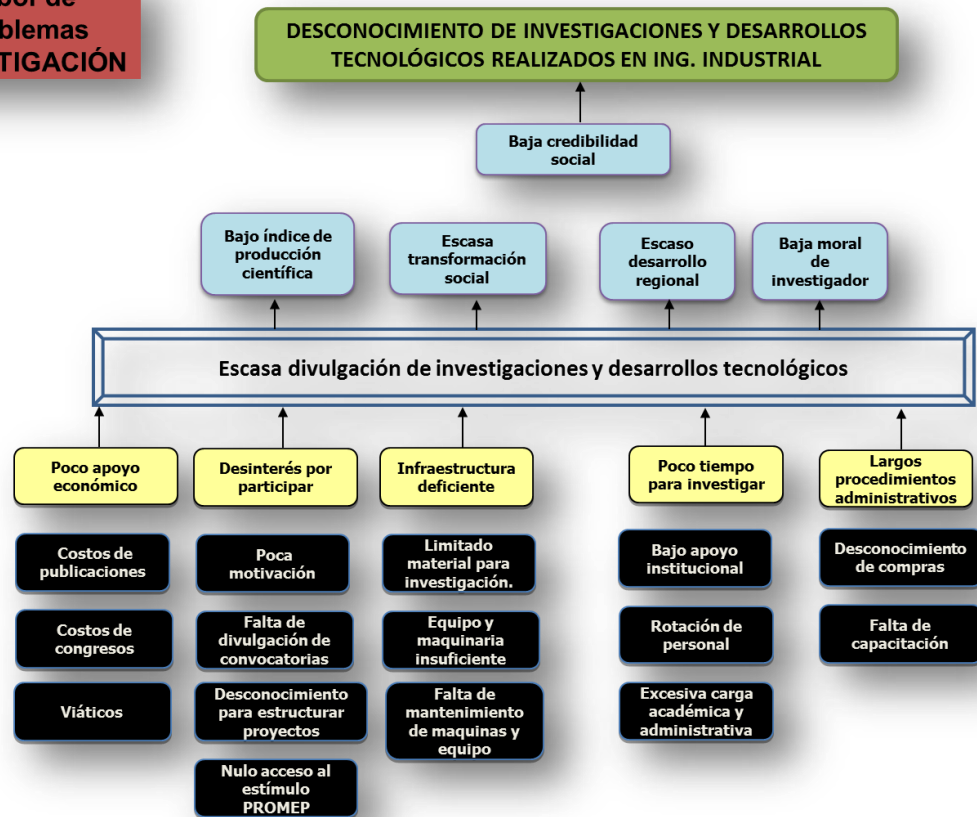 DESCONOCIMIENTO DE INVESTIGACIONES Y DESARROLLOS
TECNOLÓGICOS REALIZADOS EN ING. INDUSTRIAL
Baja credibilidad
social
Bajo índice de
producción
científica
Escasa
transformación
social
Escaso
desarrollo
regional
Baja moral
de
investigador
Escasa divulgación de investigaciones y desarrollos tecnológicos
Poco apoyo
económico
Desinterés por
participar
Infraestructura
deficiente
Poco tiempo
para investigar
Largos
procedimientos
administrativos
Costos de
publicaciones
Poca
motivación
Limitado
material para
investigación.
Bajo apoyo
institucional
Desconocimiento
de compras
Costos de
congresos
Falta de
divulgación de
convocatorias
Equipo y
maquinaria
insuficiente
Rotación de
personal
Falta de
capacitación
Viáticos
Desconocimiento
para estructurar
proyectos
Falta de
mantenimiento
de maquinas y
equipo
Excesiva carga
académica y
administrativa
Nulo acceso al
estímulo
PROMEP